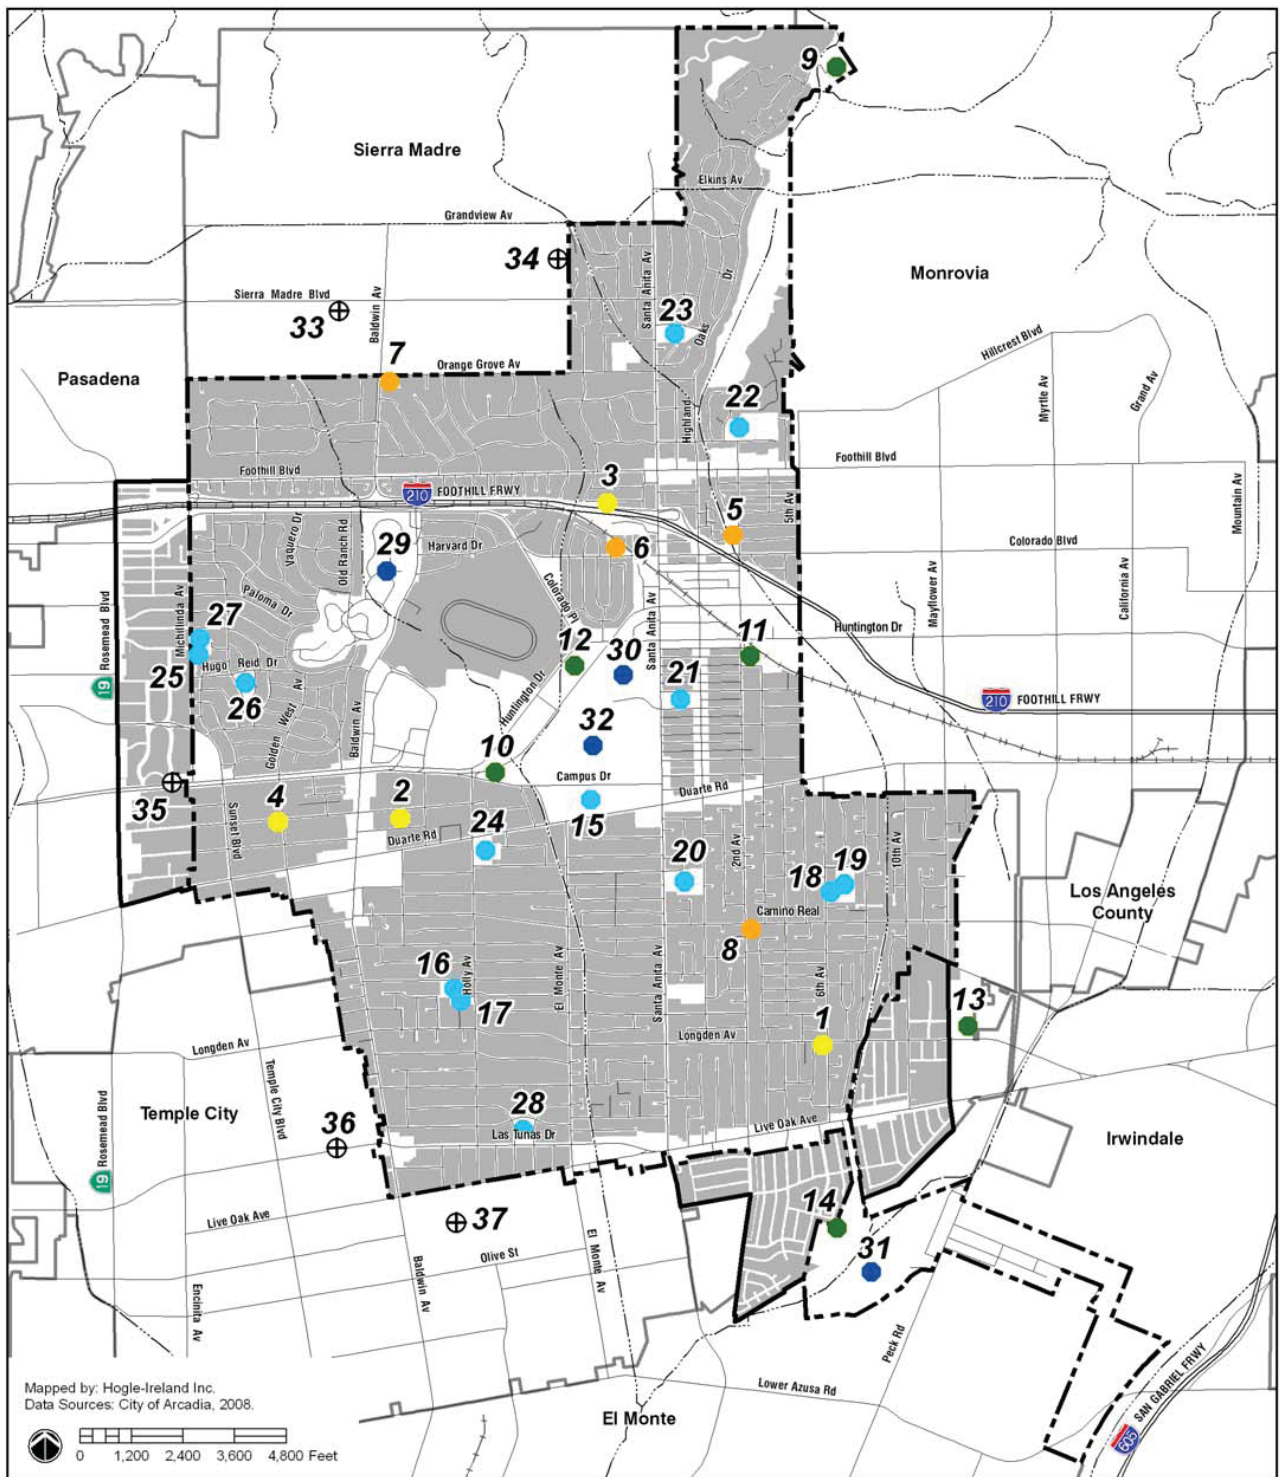 9
Sierra Madre
Elkins Av
Grandview Av
34
Santa Anita Av
Dr
Monrovia
Sierra Madre Blvd
33
Baldwin Av
23
Oaks
Hillcrest Blvd
7
Orange Grove Av
Pasadena
Myrtle Av
Grand Av
22
Highland
Foothill Blvd
Foothill Blvd
3
210
FOOTHILL FRWY
5
5th Av
Mountain Av
Vaquero Dr
Old Ranch Rd
29
Harvard Dr
6
Colorado Blvd
Paloma Dr
Colorado Pl
Mayflower Av
California Av
Rosemead Blvd
Michillinda Av
27
Santa Anita Av
11
Huntington Dr
12
30
Hugo Reid Dr
25
19
26
Golden West Av
Huntington Dr
21
210
FOOTHILL FRWY
Baldwin Av
32
10
Campus Dr
Duarte Rd
35
4
2
15
Sunset Blvd
Duarte Rd
24
2nd Av
10th Av
20
18
19
Los Angeles
County
Camino Real
8
16
Holly Av
El Monte Av
Santa Anita Av
6th Av
17
13
1
Longden Av
Longden Av
Temple City Blvd
Rosemead Blvd
Temple City
28
36
Las Tunas Dr
Live Oak Ave
Irwindale
19
14
Live Oak Ave
37
31
Olive St
El Monte Av
Baldwin Av
Encinita Av
Peck Rd
SAN GABRIEL FRWY
Lower Azusa Rd
Mapped by: Hogle-Ireland Inc.
Data Sources: City of Arcadia, 2008.
El Monte
605
0 1,200 2,400 3,600 4,800 Feet